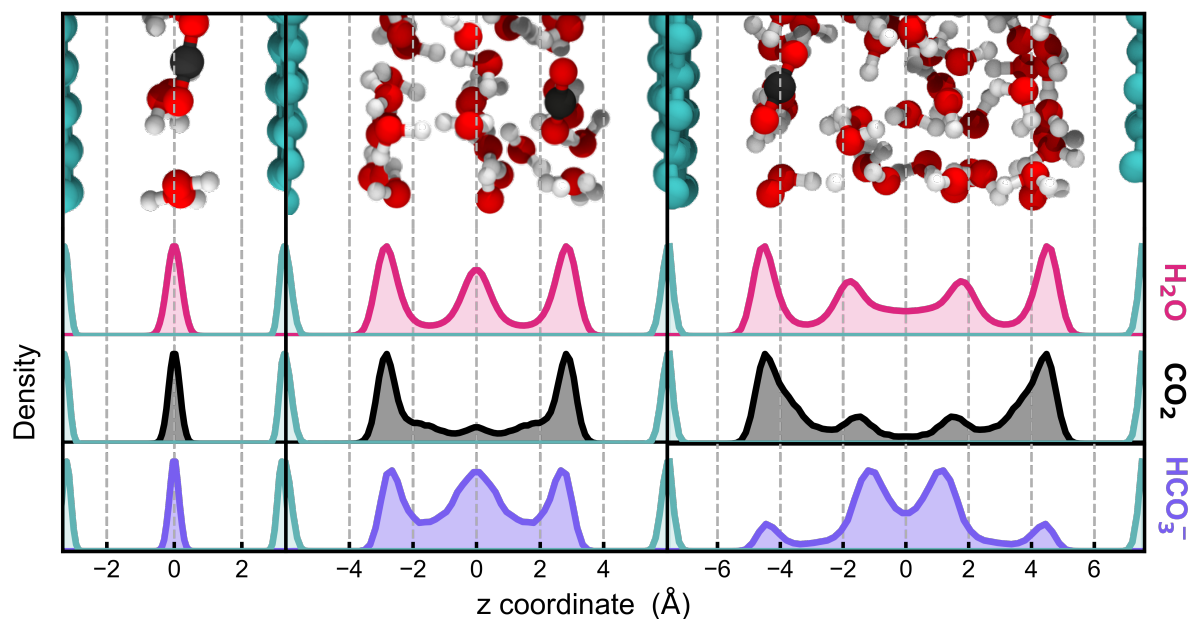 H₂O
Density
CO₂
HCO₃⁻
−2 0 2 −4 −2 0 2 4 −6 −4 −2 0 2 4 6
z coordinate (Å)